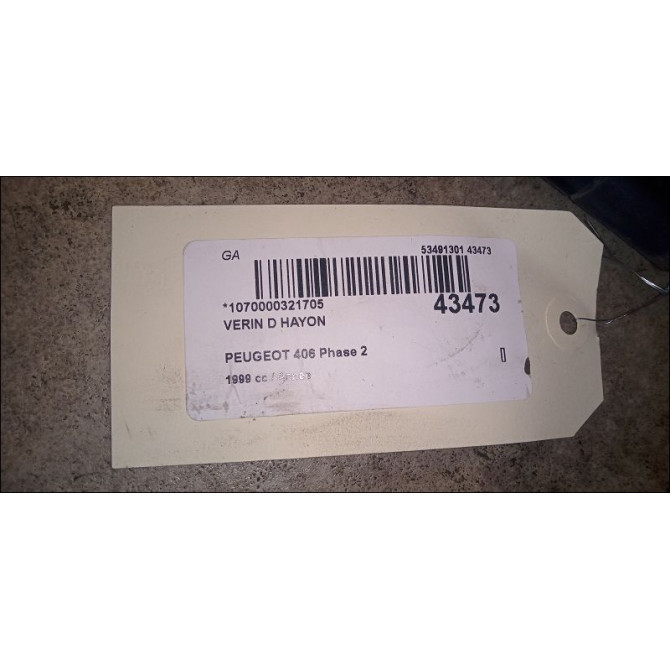 GA 53491301 43473
*1070000321705 43473
VERIN D HAYON
PEUGEOT 406 Phase 2
1999 cc /